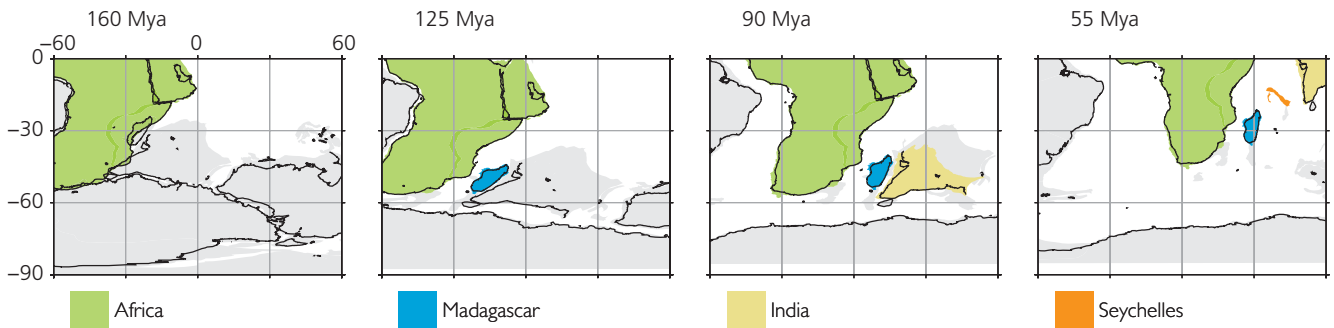 160 Mya
125 Mya
90 Mya
55 Mya
−60
0
60
0
−30
−60
−90
Africa
Madagascar
India
Seychelles